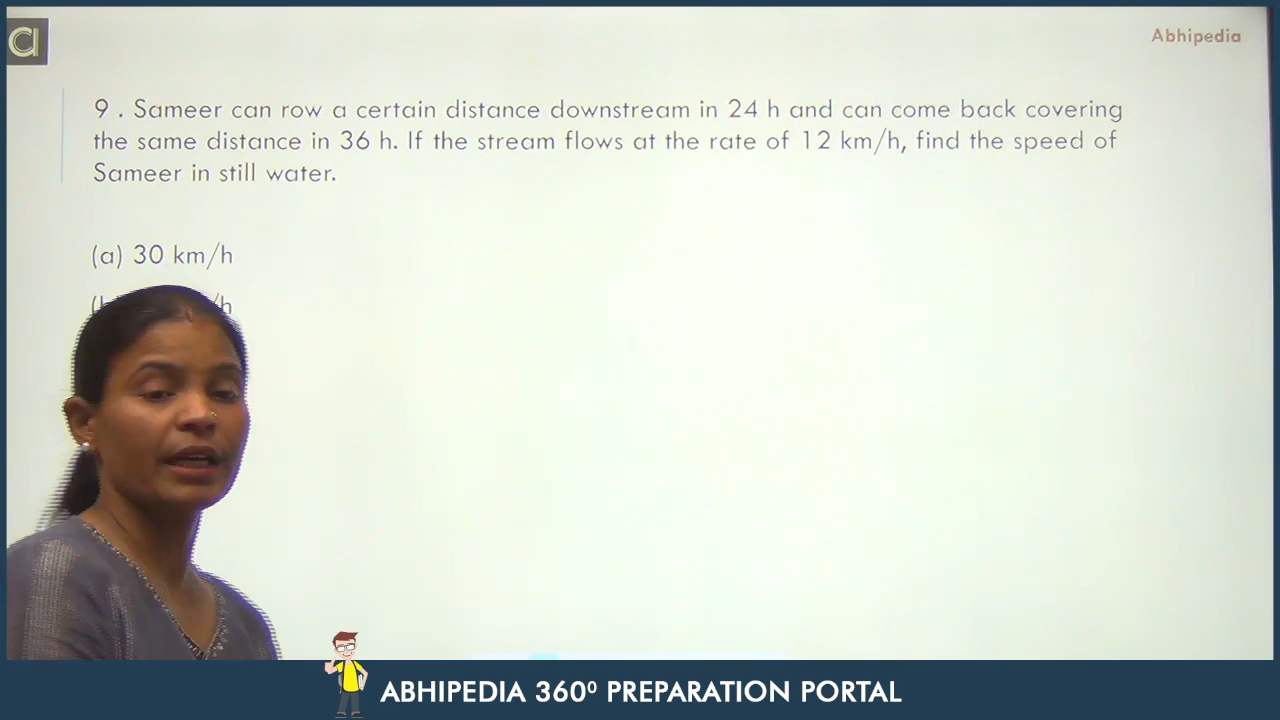 Abhipedia
9 . Sameer can row a certain distance downstream in 24 h and can come back covering
the same distance in 36 h. If the stream flows at the rate of 12 km/h, find the speed of
Sameer in still water.
(a) 30 km/h
ABHIPEDIA 360⁰ PREPARATION PORTAL